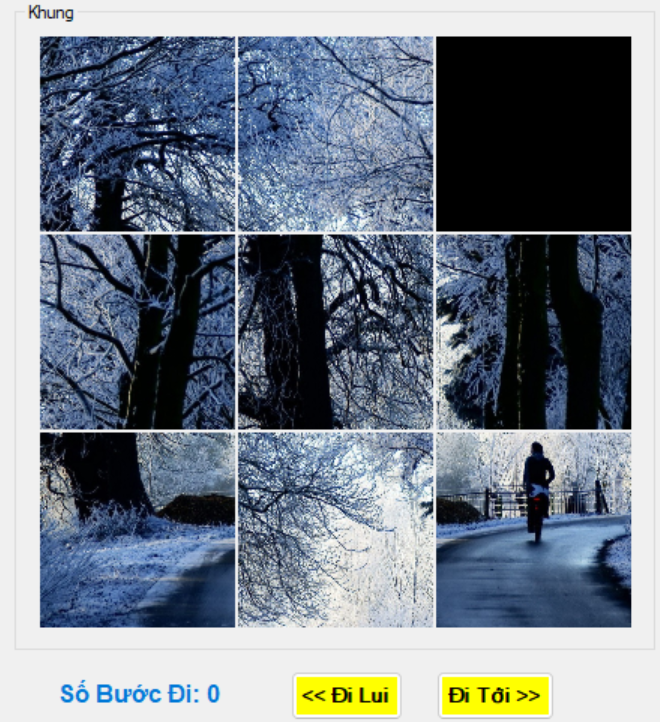 Khung
Số Bước Đi: 0
<< Đi Lui
Đi Tới >>